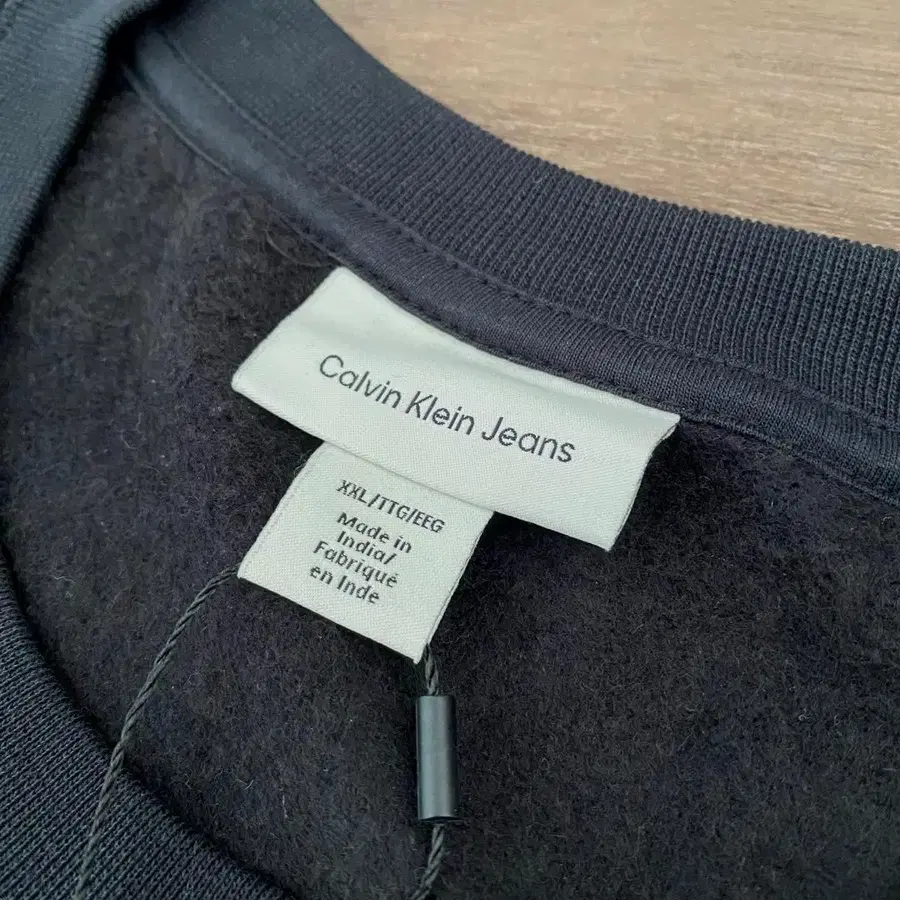 Calvin Klein Jeans
XXL/TTG/EEG
Made in
India/
Fabriqué
en Inde